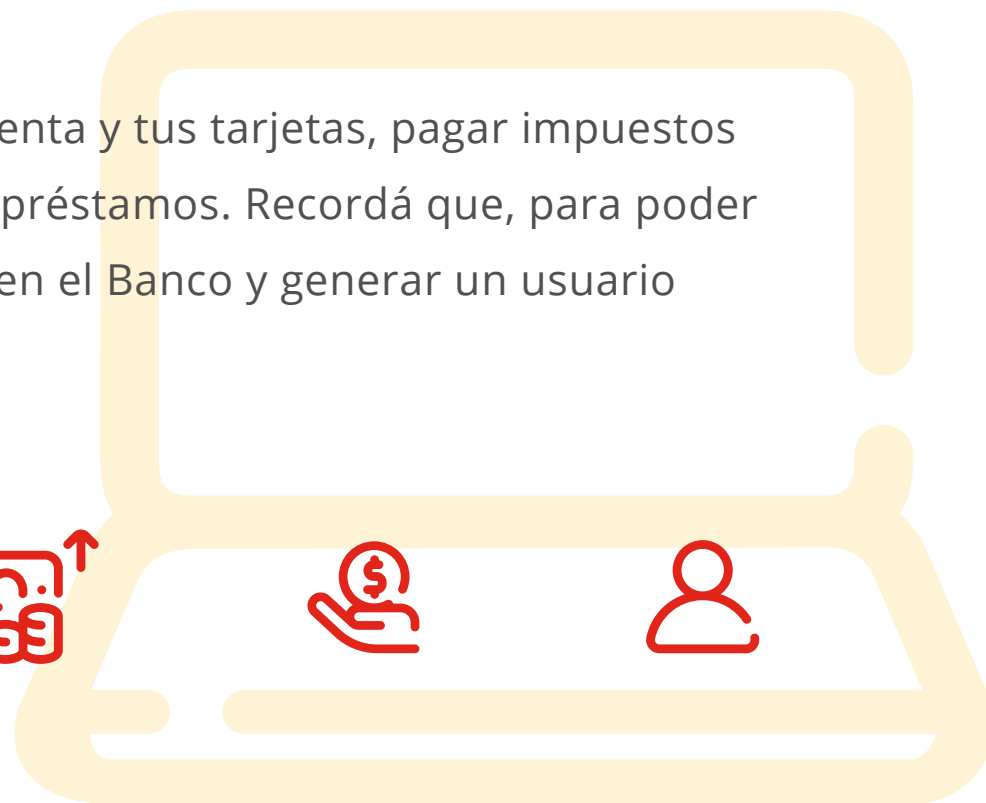 enta y tus tarjetas, pagar impuestos
préstamos. Recordá que, para poder
en el Banco y generar un usuario
$